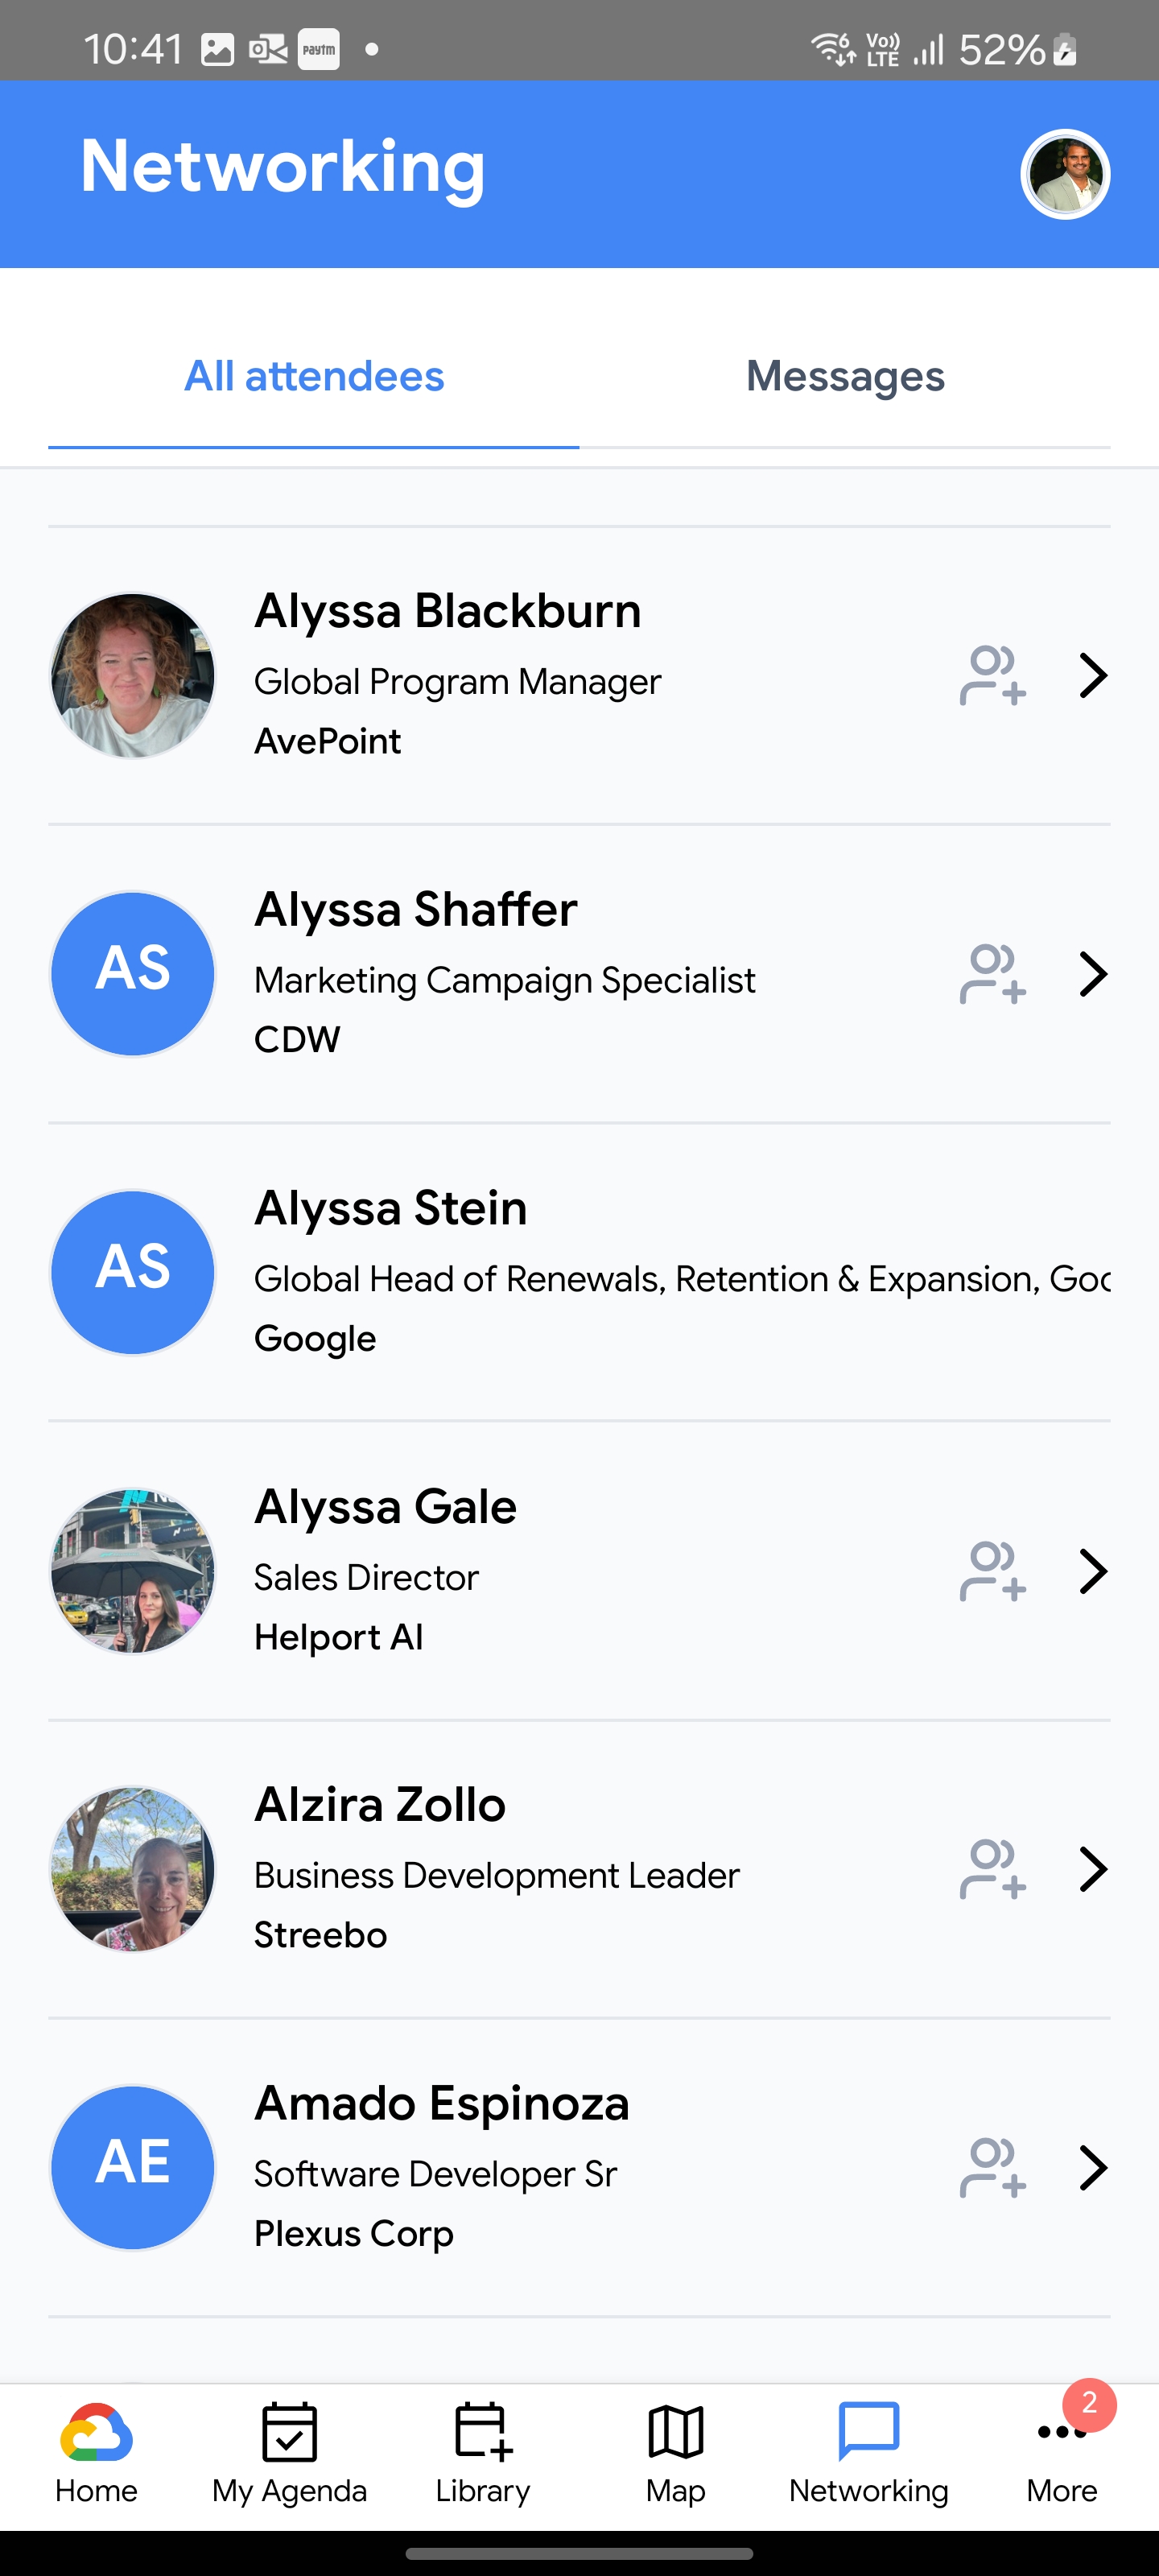 10:41 Paytm Vo)) LTE 52%
Networking
All attendees Messages
Alyssa Blackburn
Global Program Manager
AvePoint
AS
Alyssa Shaffer
Marketing Campaign Specialist
CDW
AS
Alyssa Stein
Global Head of Renewals, Retention & Expansion, Goo
Google
Alyssa Gale
Sales Director
Helport AI
Alzira Zollo
Business Development Leader
Streebo
AE
Amado Espinoza
Software Developer Sr
Plexus Corp
2
Home My Agenda Library Map Networking More